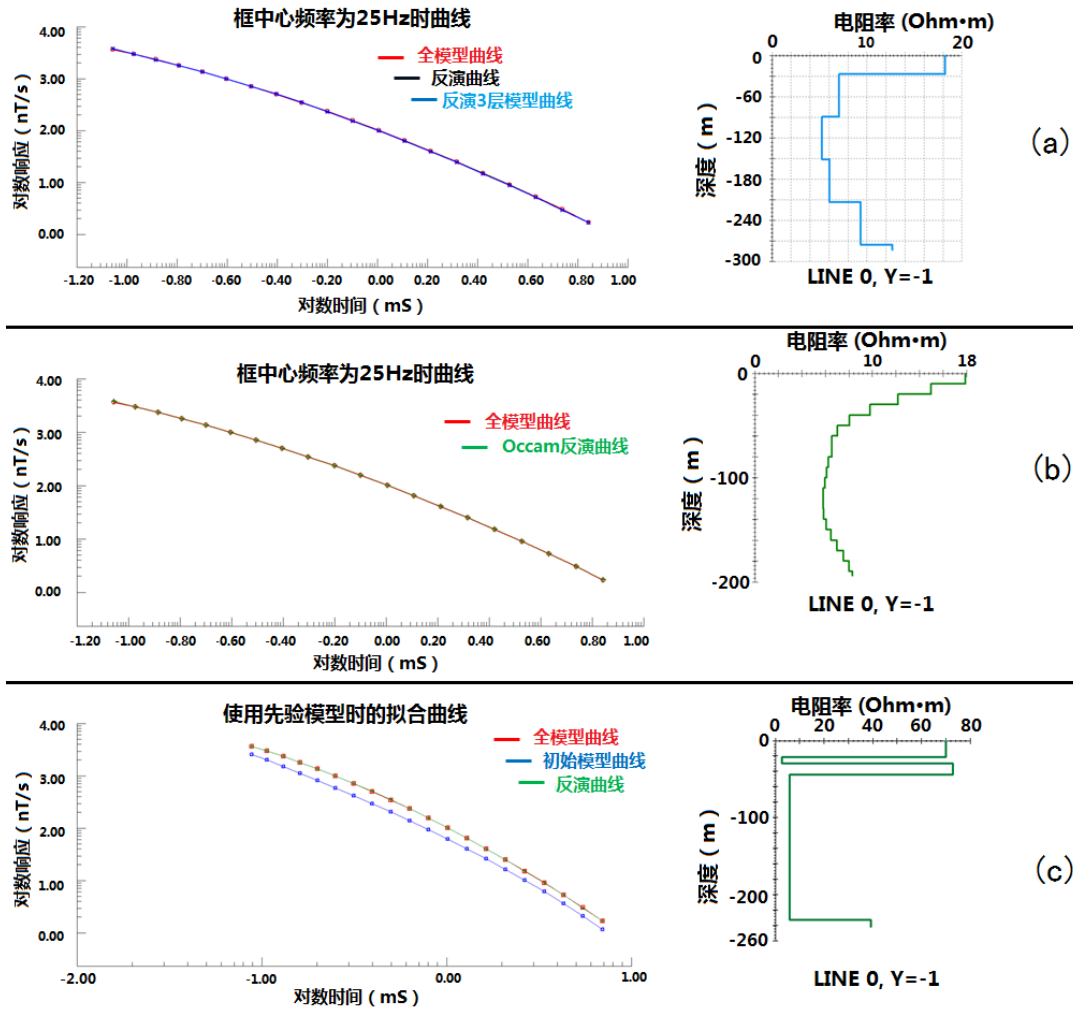 框中心频率为25Hz时曲线
对数响应（nT/s）
4.00
3.00
2.00
1.00
0.00
全模型曲线
反演曲线
反演3层模型曲线
-1.20 -1.00 -0.80 -0.60 -0.40 -0.20 0.00 0.20 0.40 0.60 0.80 1.00
对数时间（mS）
电阻率 (Ohm•m)
0 10 20
深度（m）
0
-60
-120
-180
-240
-300
LINE 0, Y=-1
(a)
框中心频率为25Hz时曲线
对数响应（nT/s）
4.00
3.00
2.00
1.00
0.00
全模型曲线
Occam反演曲线
-1.20 -1.00 -0.80 -0.60 -0.40 -0.20 0.00 0.20 0.40 0.60 0.80 1.00
对数时间（mS）
电阻率 (Ohm•m)
0 10 18
深度（m）
0
-100
-200
LINE 0, Y=-1
(b)
使用先验模型时的拟合曲线
对数响应（nT/s）
4.00
3.00
2.00
1.00
0.00
全模型曲线
初始模型曲线
反演曲线
-2.00 -1.00 0.00 1.00
对数时间（mS）
电阻率 (Ohm•m)
0 20 40 60 80
深度（m）
0
-100
-200
-260
LINE 0, Y=-1
(c)